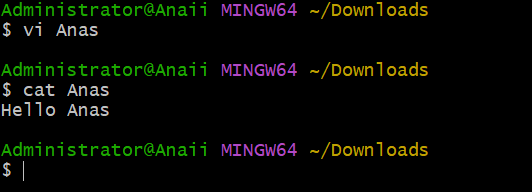 Administrator@Anaii MINGW64 ~/Downloads
$ vi Anas
Administrator@Anaii MINGW64 ~/Downloads
$ cat Anas
Hello Anas
Administrator@Anaii MINGW64 ~/Downloads
$